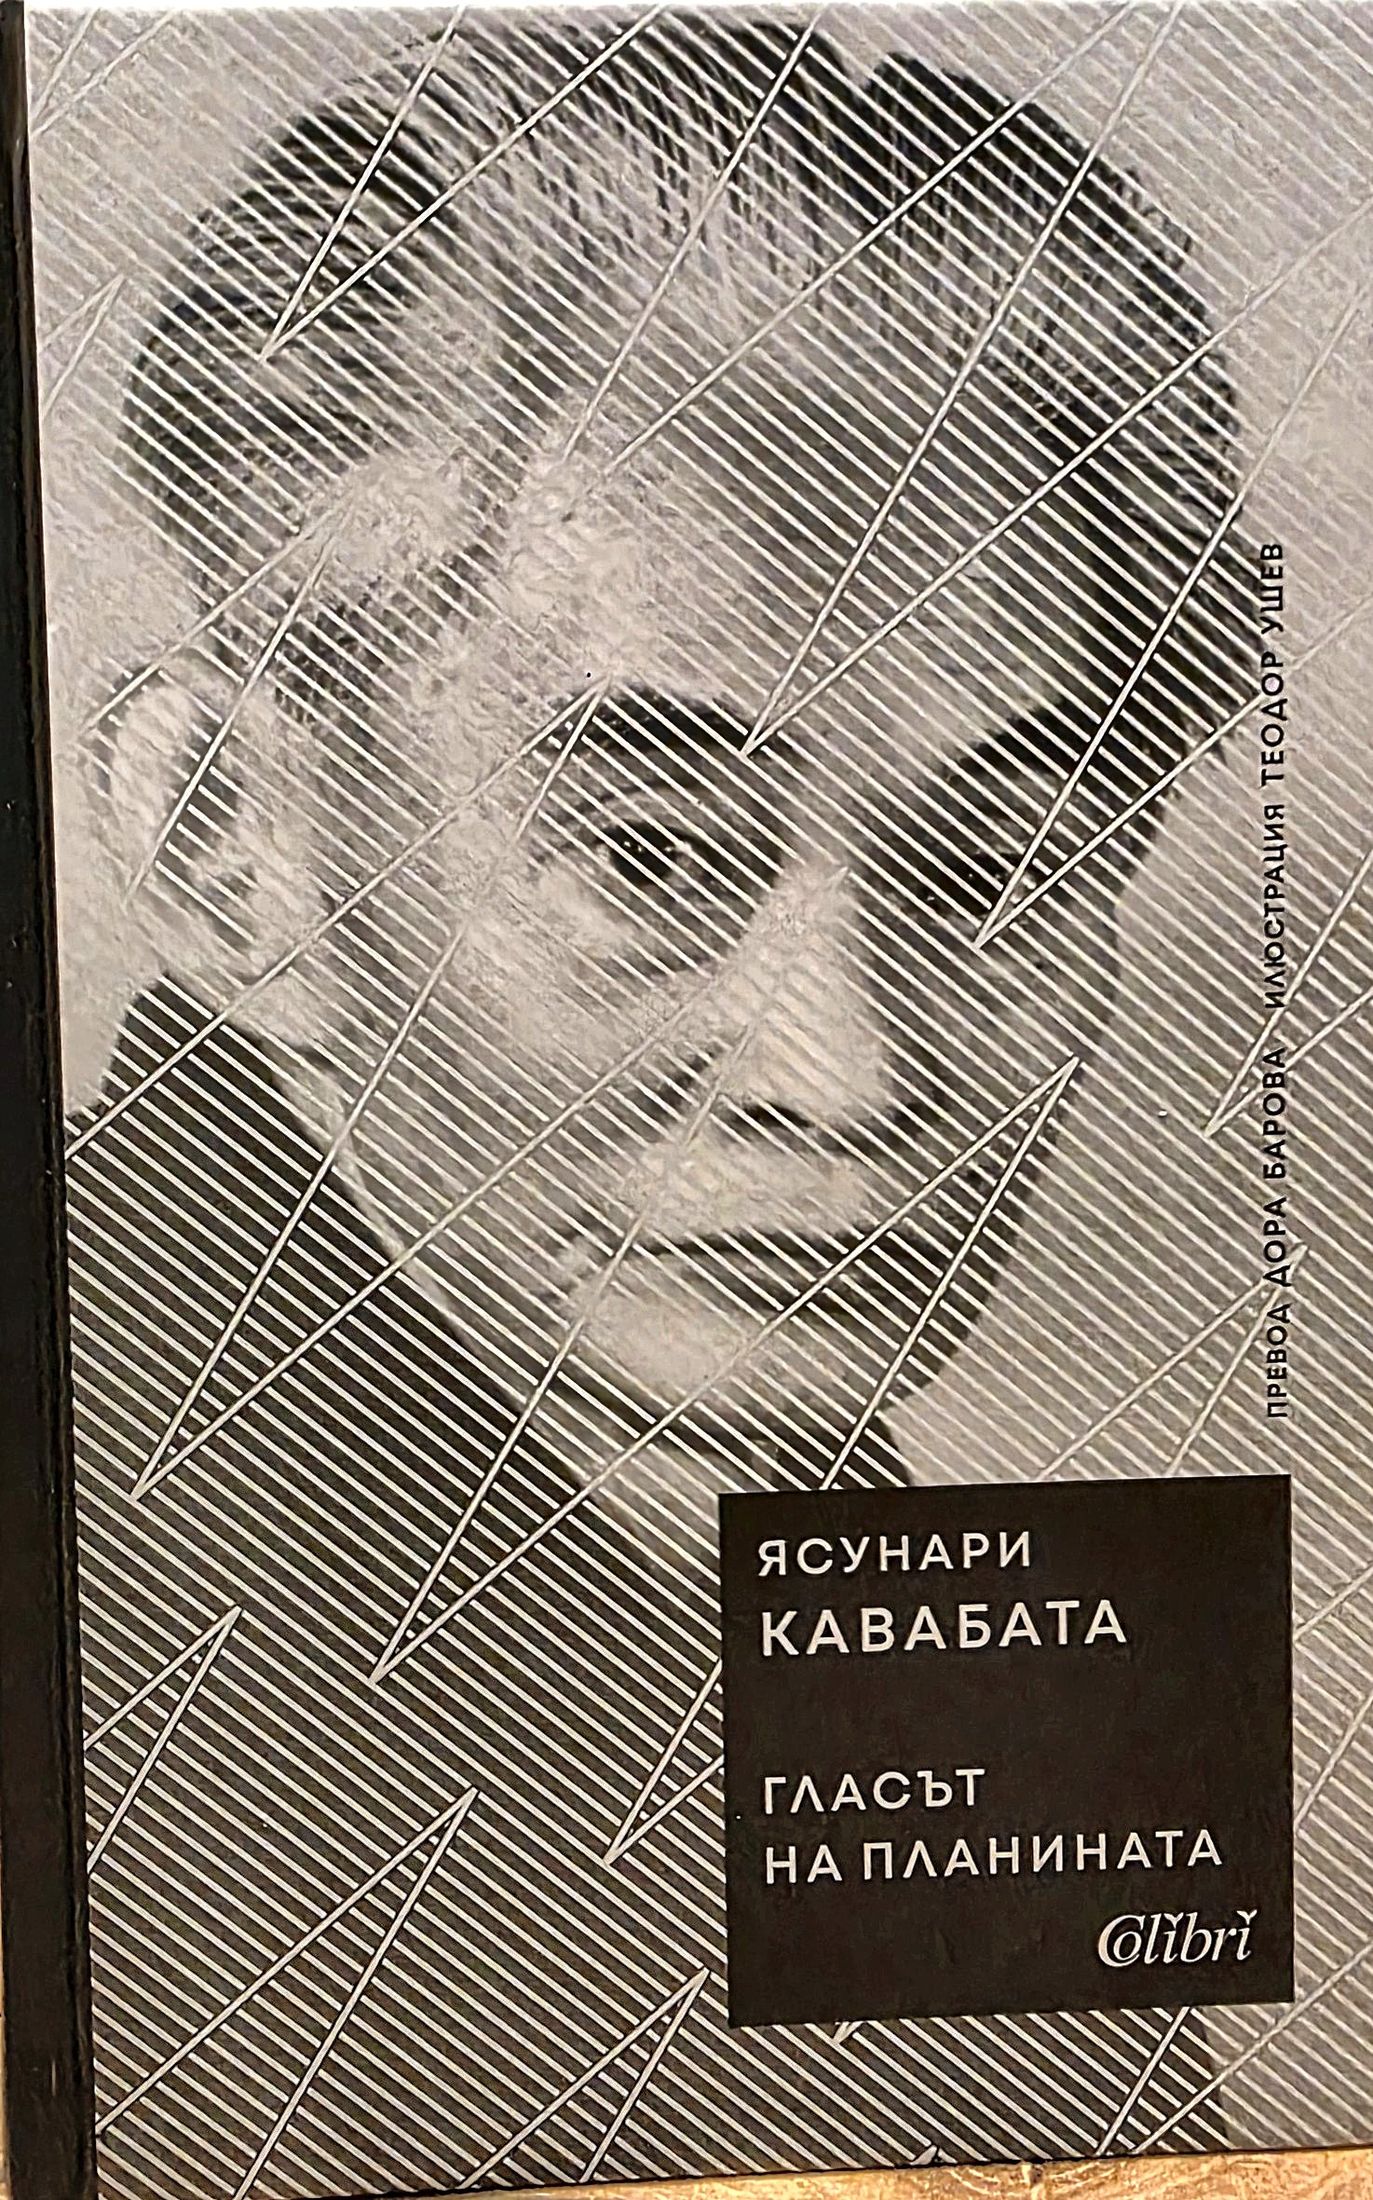 ЯСУНАРИ
КАВАБАТА
ГЛАСЪТ
НА ПЛАНИНАТА
Colibri
ПРЕВОД ДОРА БАРОВА ИЛЮСТРАЦИЯ ТЕОДОР УШЕВ